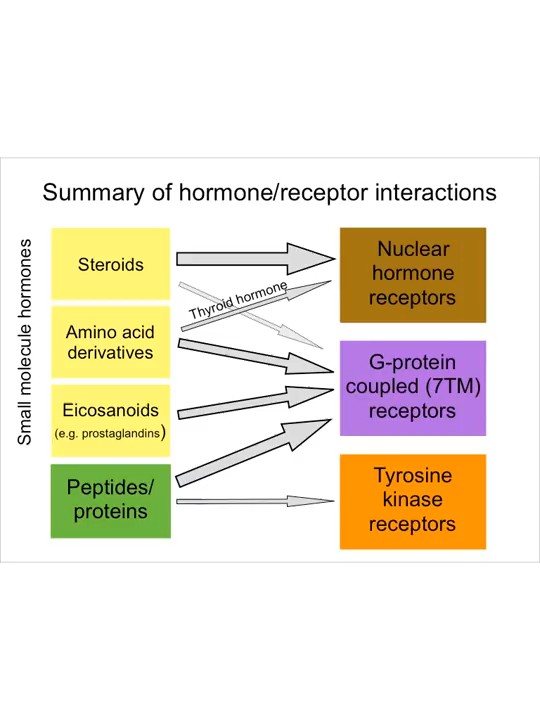 Summary of hormone/receptor interactions
Small molecule hormones
Steroids
Amino acid
derivatives
Eicosanoids
(e.g. prostaglandins)
Peptides/
proteins
Thyroid hormone
Nuclear
hormone
receptors
G-protein
coupled (7TM)
receptors
Tyrosine
kinase
receptors